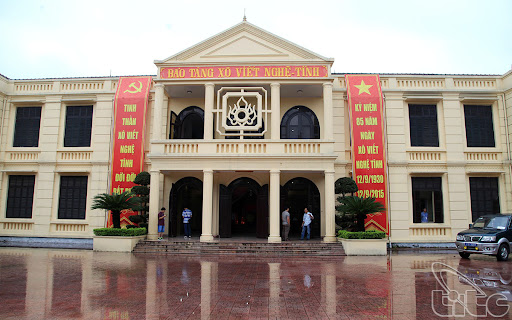 BẢO TÀNG XÔ VIẾT NGHỆ-TĨNH
TINH
THẦN
XÔ VIẾT
NGHỆ
TĨNH
ĐỜI ĐỜI
KỶ NIỆM
85 NĂM
NGÀY
XÔ VIẾT
NGHỆ TĨNH
12/9/1930
12/9/2015